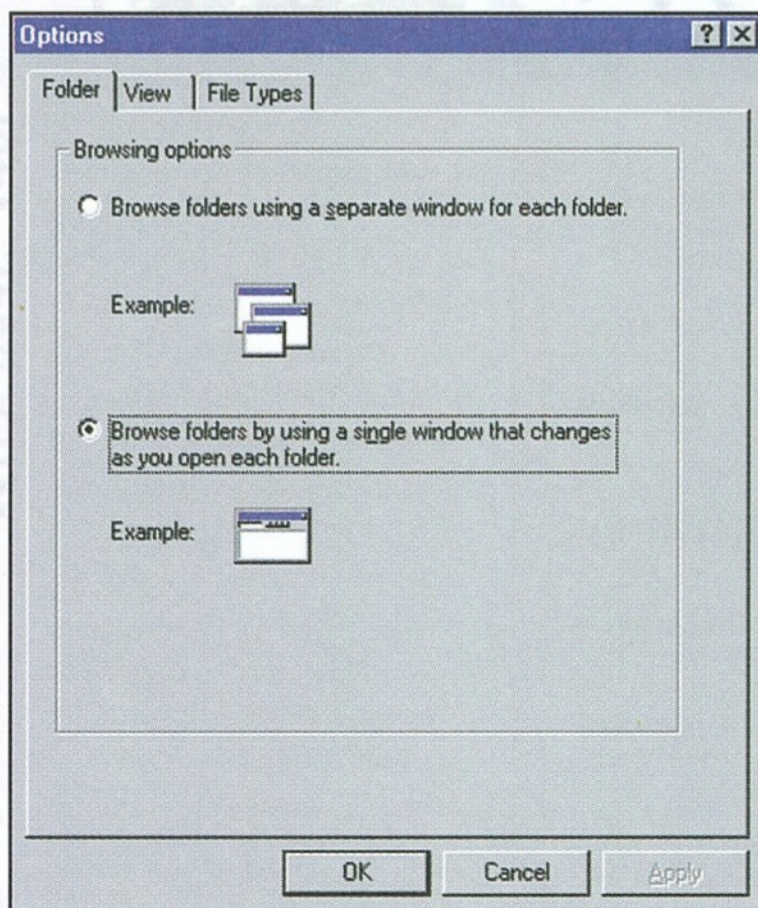 Options
Folder View File Types
Browsing options
Browse folders using a separate window for each folder.
Example:
Browse folders by using a single window that changes
as you open each folder.
Example:
OK Cancel Apply